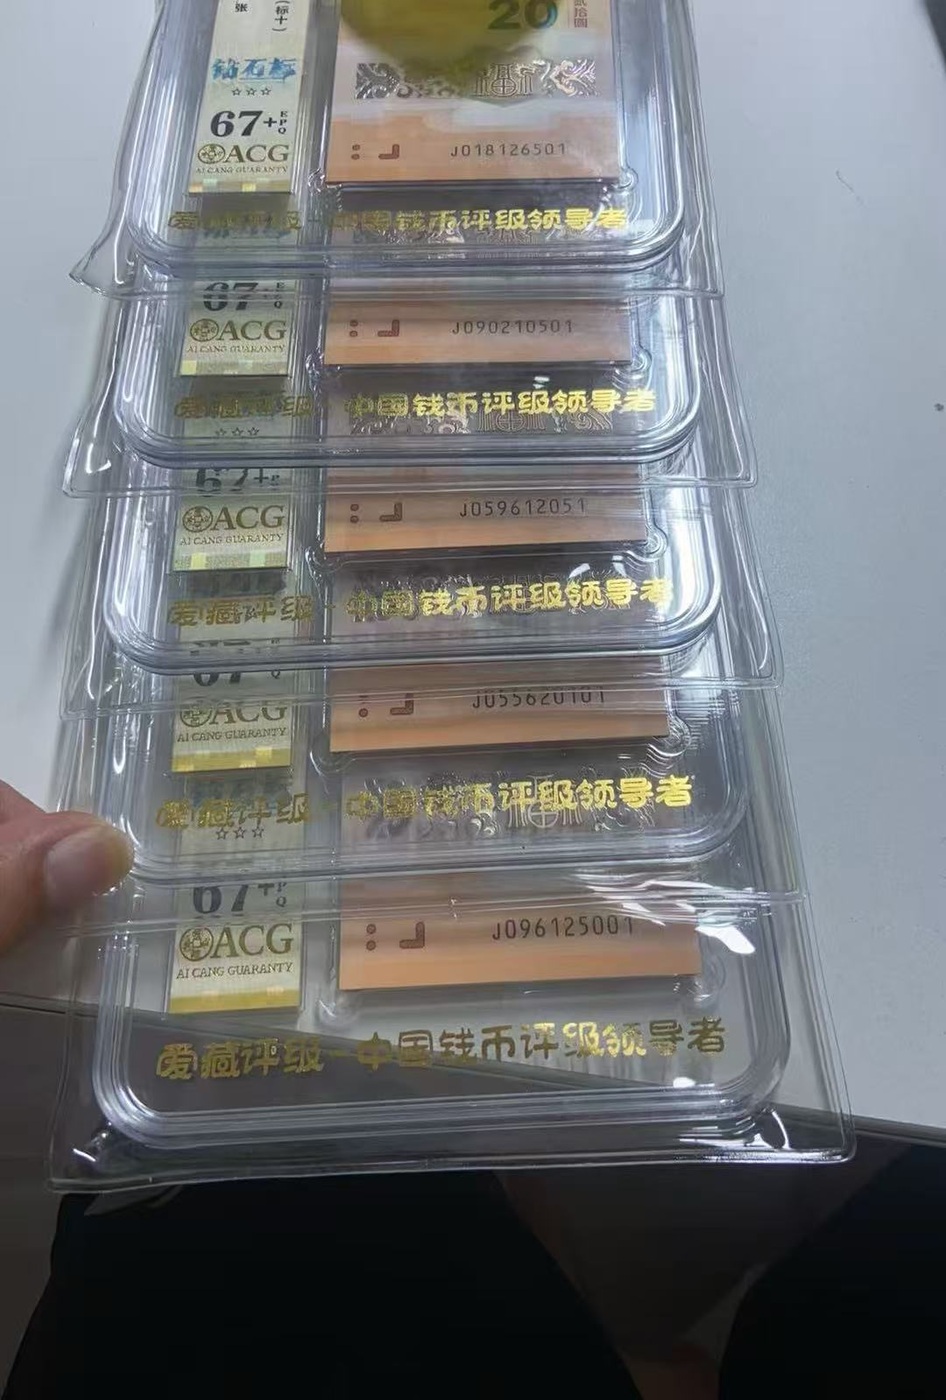 张
(标十)
20
贰拾圆
钻石标
☆☆☆
67+EPQ
ACG
AI CANG GUARANTY
J018126501
爱藏评级-中国钱币评级领导者
67
ACG
AI CANG GUARANTY
J090210501
爱藏评级-中国钱币评级领导者
☆☆☆
67+
ACG
AI CANG GUARANTY
J059612051
爱藏评级-中国钱币评级领导者
67
ACG
AI CANG GUARANTY
J055620101
爱藏评级-中国钱币评级领导者
☆☆☆
67+PQ
ACG
AI CANG GUARANTY
J096125001
爱藏评级-中国钱币评级领导者